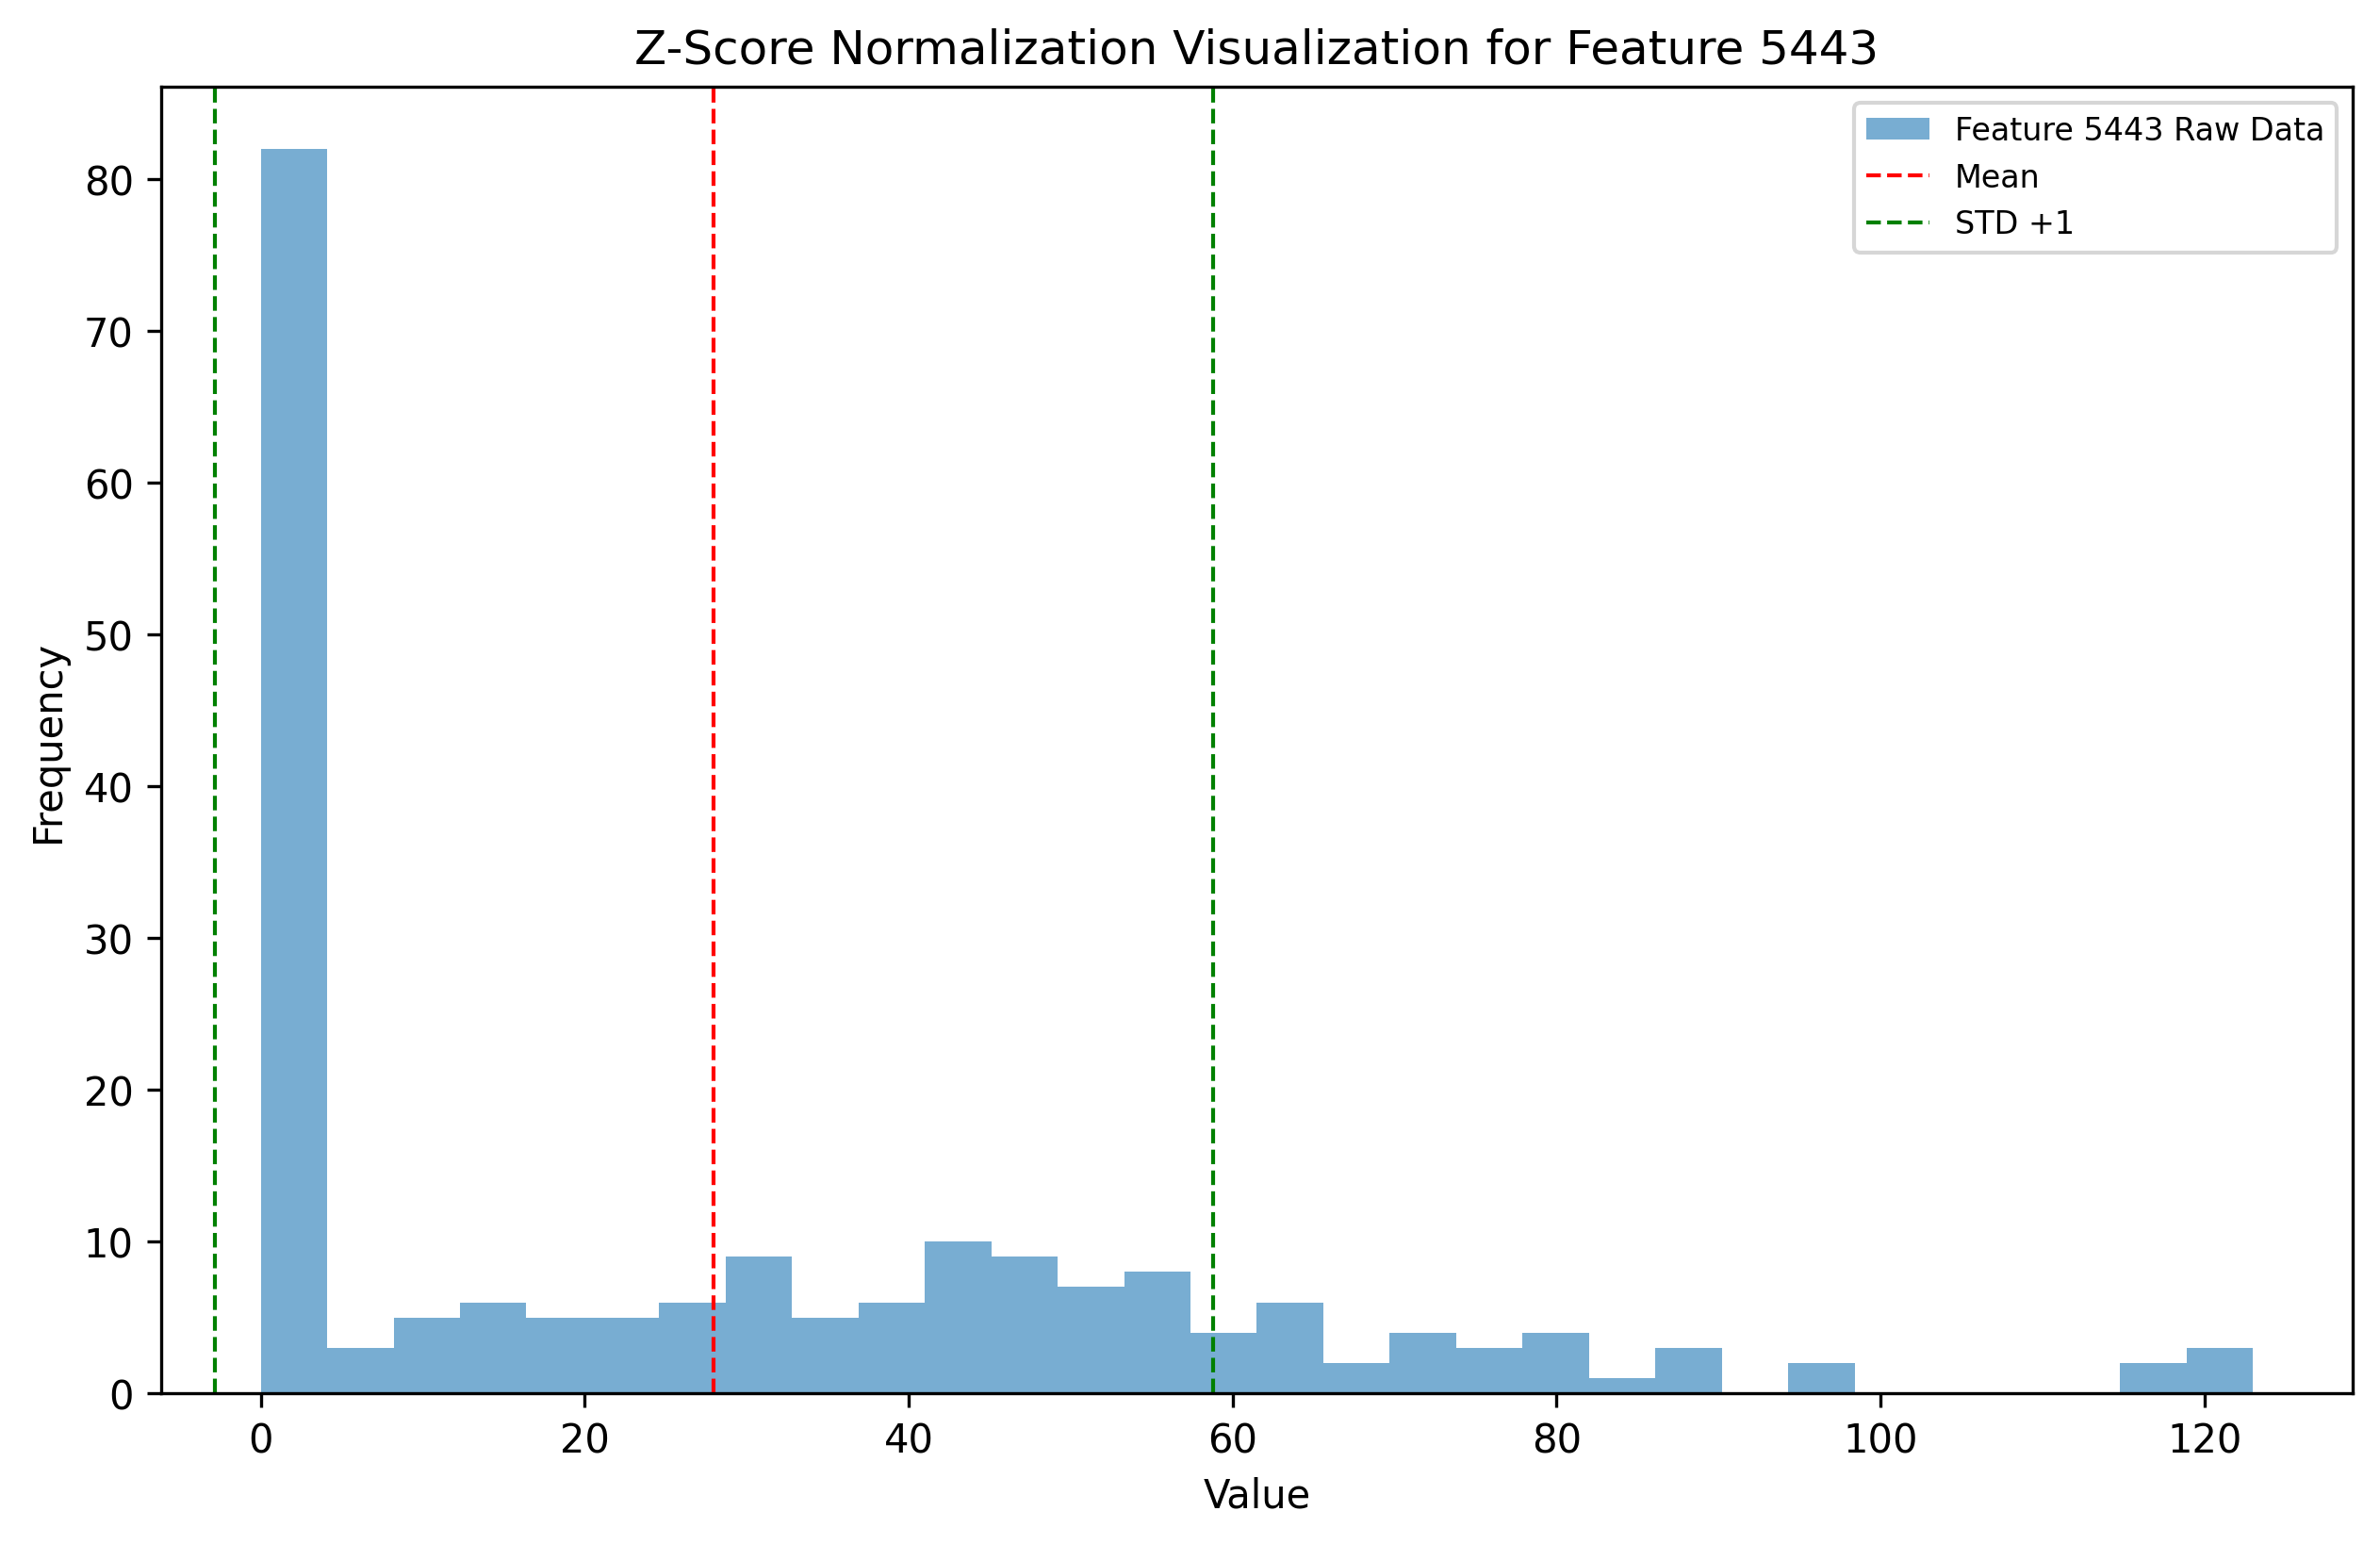 Z-Score Normalization Visualization for Feature 5443
Feature 5443 Raw Data
Mean
STD +1
Frequency
80
70
60
50
40
30
20
10
0
0 20 40 60 80 100 120
Value